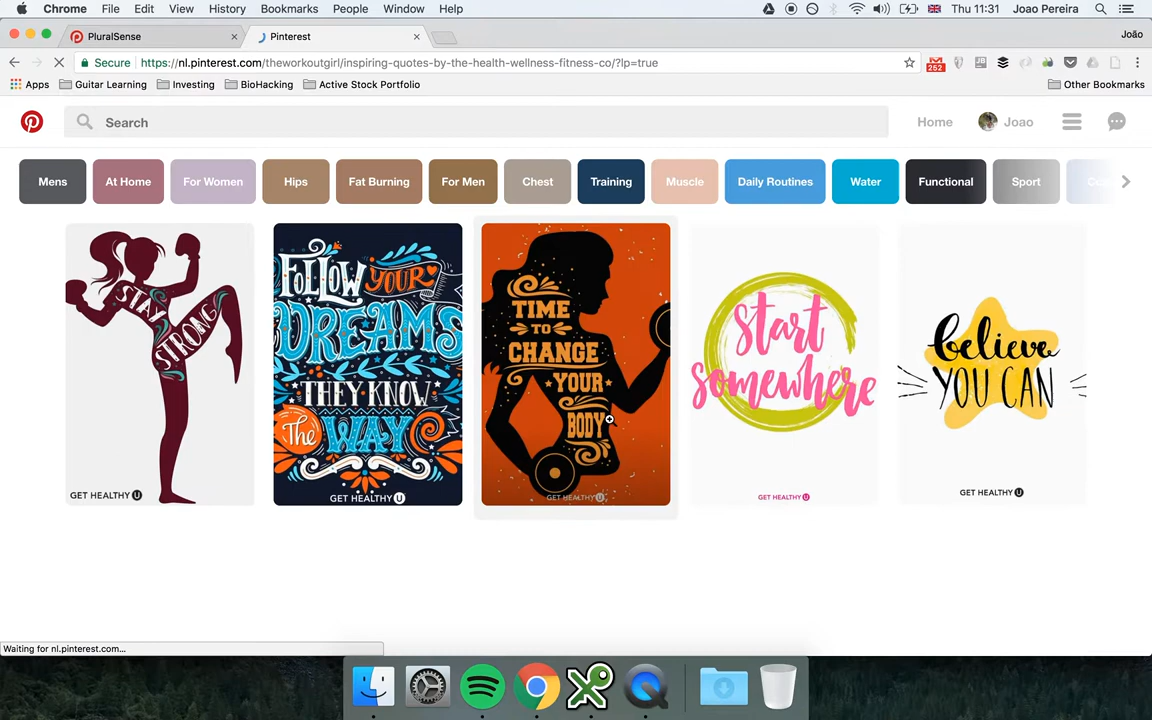 Chrome File Edit View History Bookmarks People Window Help Thu 11:31 Joao Pereira
PluralSense Pinterest João
Secure https://nl.pinterest.com/theworkoutgirl/inspiring-quotes-by-the-health-wellness-fitness-co/?lp=true 252
Apps Guitar Learning Investing BioHacking Active Stock Portfolio Other Bookmarks
Search Home Joao
Mens At Home For Women Hips Fat Burning For Men Chest Training Muscle Daily Routines Water Functional Sport
STAY
STRONG
GET HEALTHY U
FOLLOW YOUR
DREAMS
THEY KNOW
The WAY
GET HEALTHY U
TIME
TO
CHANGE
YOUR
BODY
GET HEALTHY U
start
somewhere
GET HEALTHY U
believe
YOU CAN
GET HEALTHY U
Waiting for nl.pinterest.com...